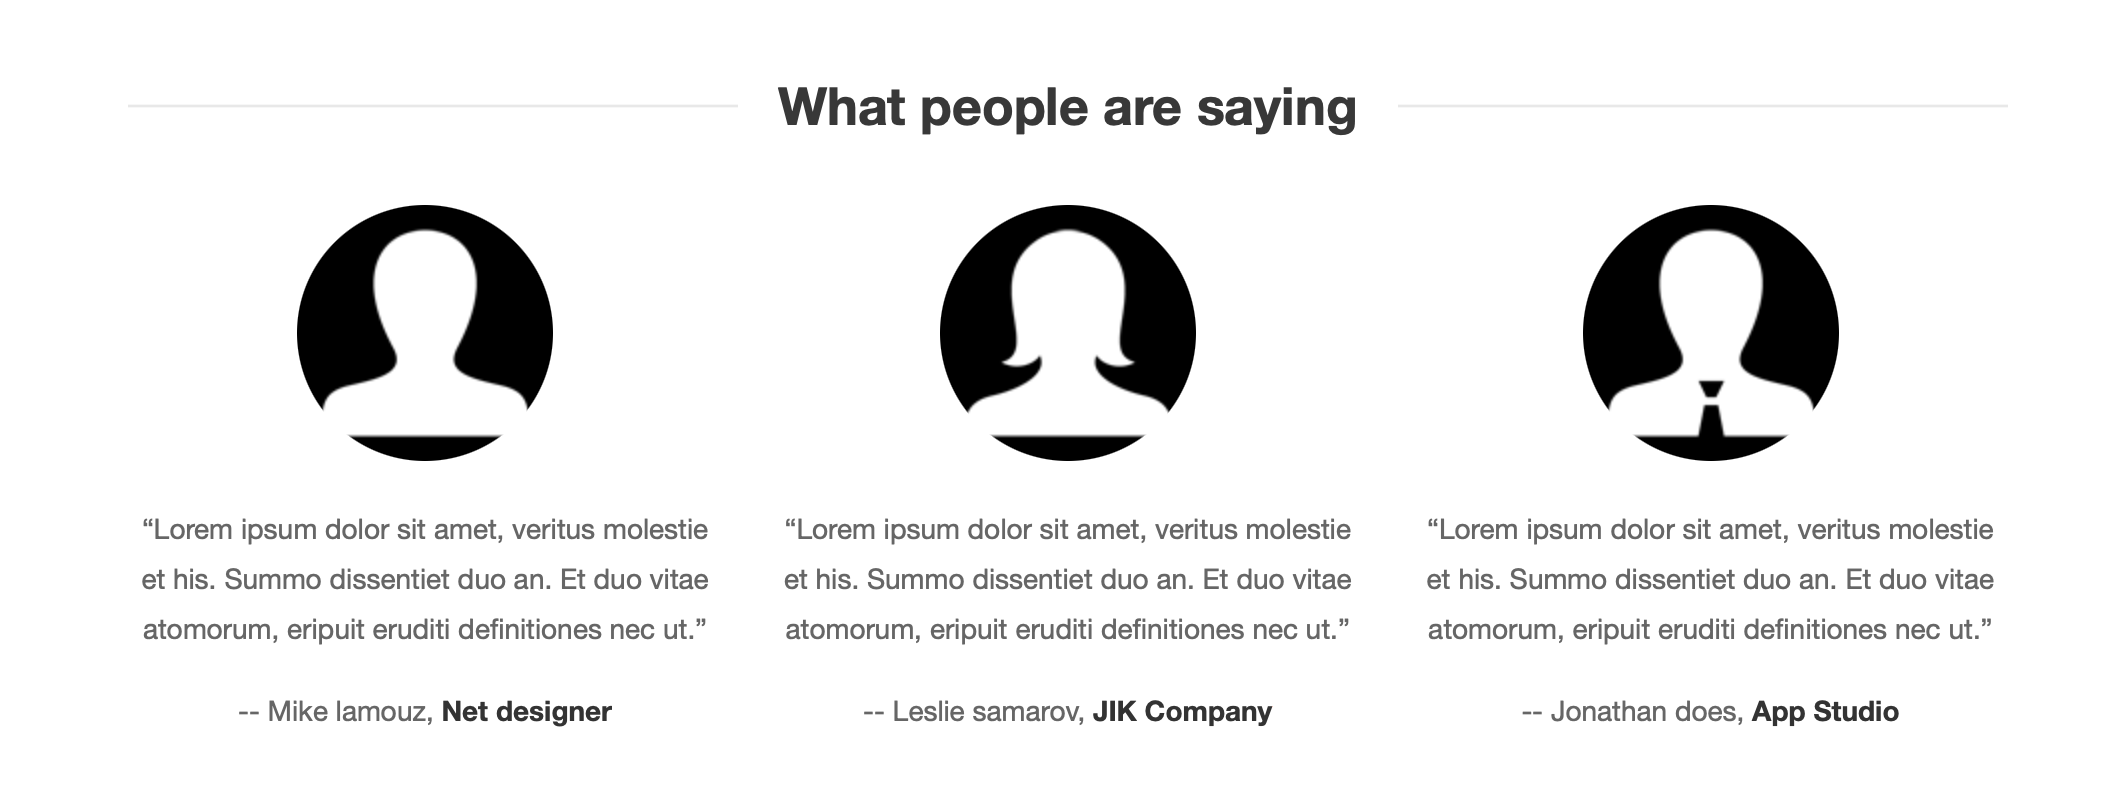 What people are saying
“Lorem ipsum dolor sit amet, veritus molestie
et his. Summo dissentiet duo an. Et duo vitae
atomorum, eripuit eruditi definitiones nec ut.”
-- Mike lamouz, Net designer
“Lorem ipsum dolor sit amet, veritus molestie
et his. Summo dissentiet duo an. Et duo vitae
atomorum, eripuit eruditi definitiones nec ut.”
-- Leslie samarov, JIK Company
“Lorem ipsum dolor sit amet, veritus molestie
et his. Summo dissentiet duo an. Et duo vitae
atomorum, eripuit eruditi definitiones nec ut.”
-- Jonathan does, App Studio